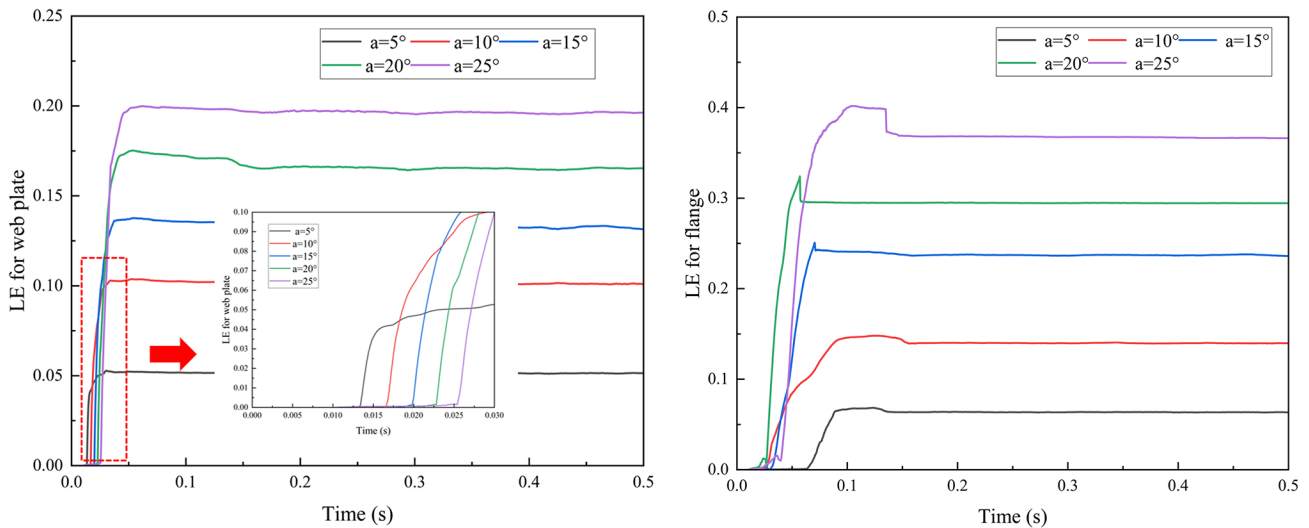 0.25
0.20
0.15
0.10
0.05
0.00
LE for web plate
a=5° a=10° a=15°
a=20° a=25°
0.10
0.09
0.08
0.07
0.06
0.05
0.04
0.03
0.02
0.01
0.00
LE for web plate
a=5°
a=10°
a=15°
a=20°
a=25°
0.000 0.005 0.010 0.015 0.020 0.025 0.030
Time (s)
0.0 0.1 0.2 0.3 0.4 0.5
Time (s)
0.5
0.4
0.3
0.2
0.1
0.0
LE for flange
a=5° a=10° a=15°
a=20° a=25°
0.0 0.1 0.2 0.3 0.4 0.5
Time (s)